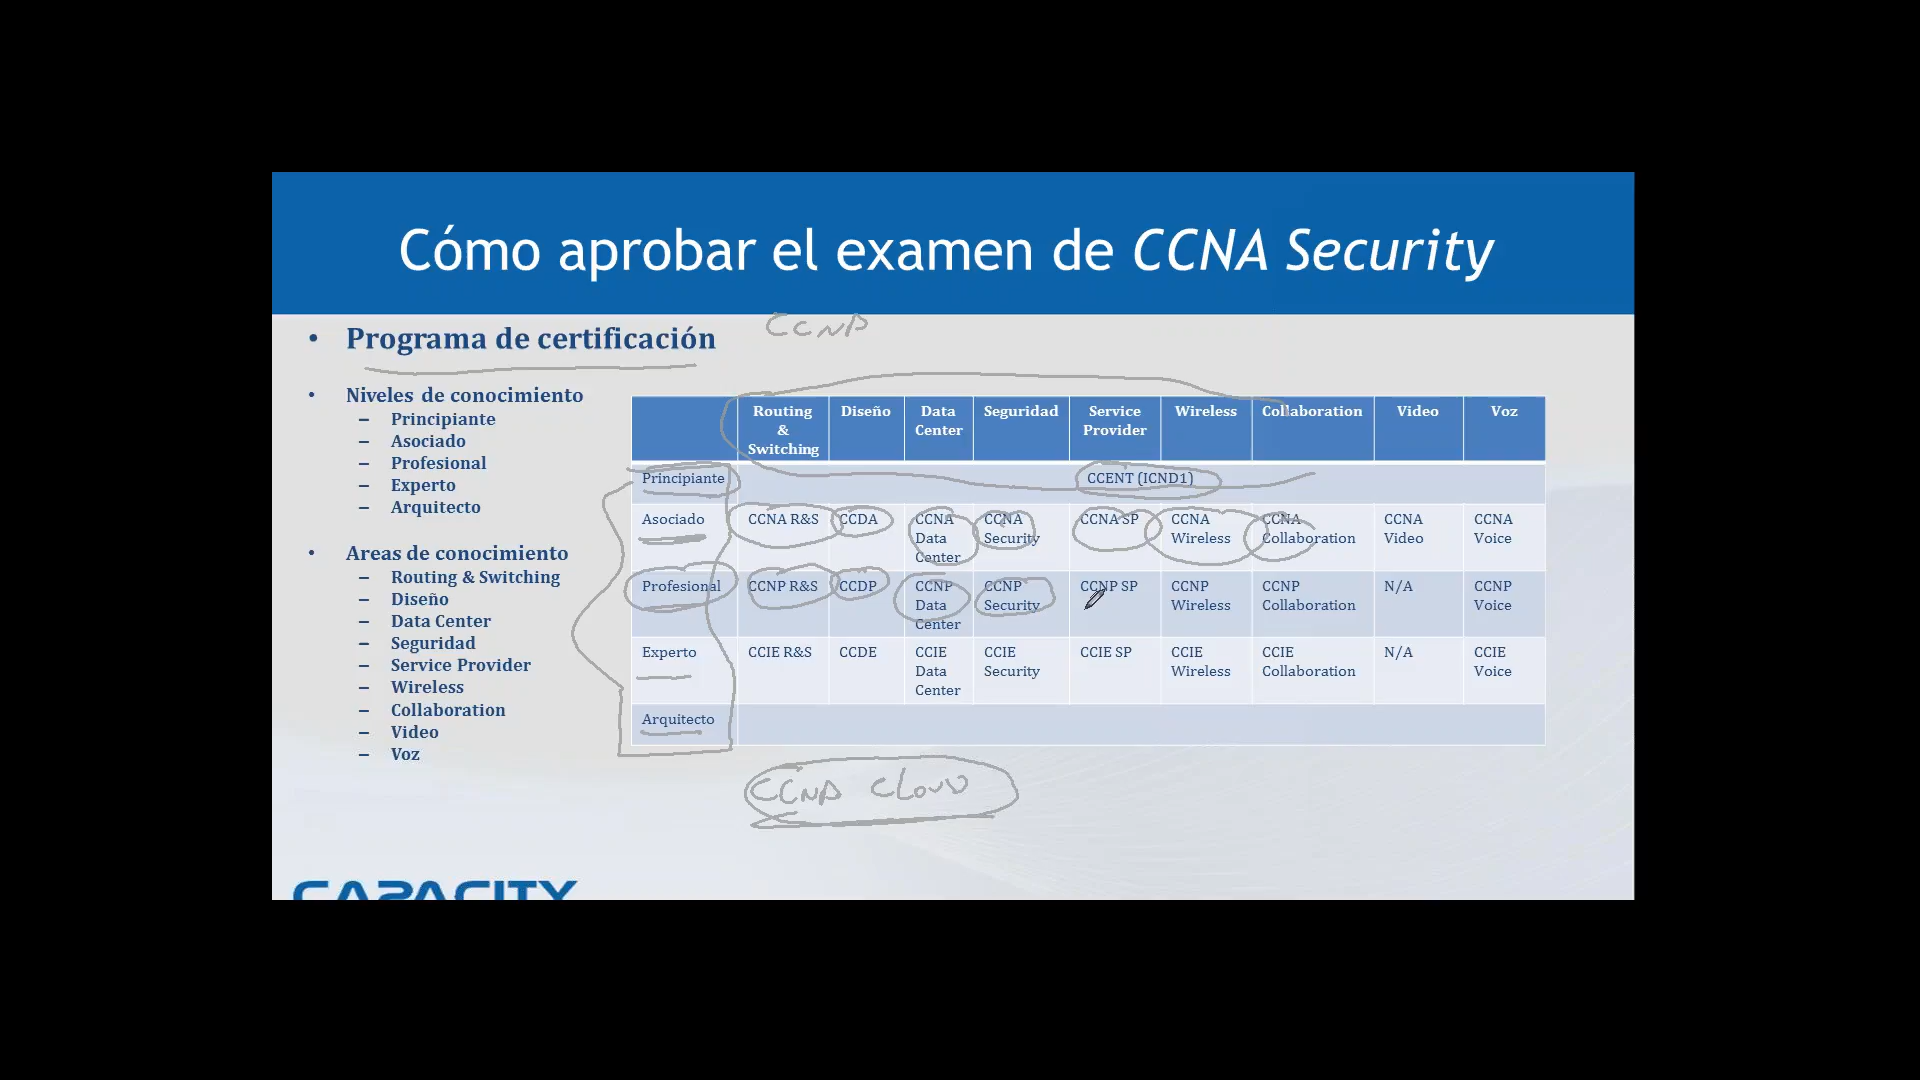 Cómo aprobar el examen de CCNA Security
• Programa de certificación
CCNA
• Niveles de conocimiento
– Principiante
– Asociado
– Profesional
– Experto
– Arquitecto
• Areas de conocimiento
– Routing & Switching
– Diseño
– Data Center
– Seguridad
– Service Provider
– Wireless
– Collaboration
– Video
– Voz
Routing & Switching Diseño Data Center Seguridad Service Provider Wireless Collaboration Video Voz
Principiante CCENT (ICND1)
Asociado CCNA R&S CCDA CCNA Data Center CCNA Security CCNA SP CCNA Wireless CCNA Collaboration CCNA Video CCNA Voice
Profesional CCNP R&S CCDP CCNP Data Center CCNP Security CCNP SP CCNP Wireless CCNP Collaboration N/A CCNP Voice
Experto CCIE R&S CCDE CCIE Data Center CCIE Security CCIE SP CCIE Wireless CCIE Collaboration N/A CCIE Voice
Arquitecto
CCNA CLOUD
CAPACITY